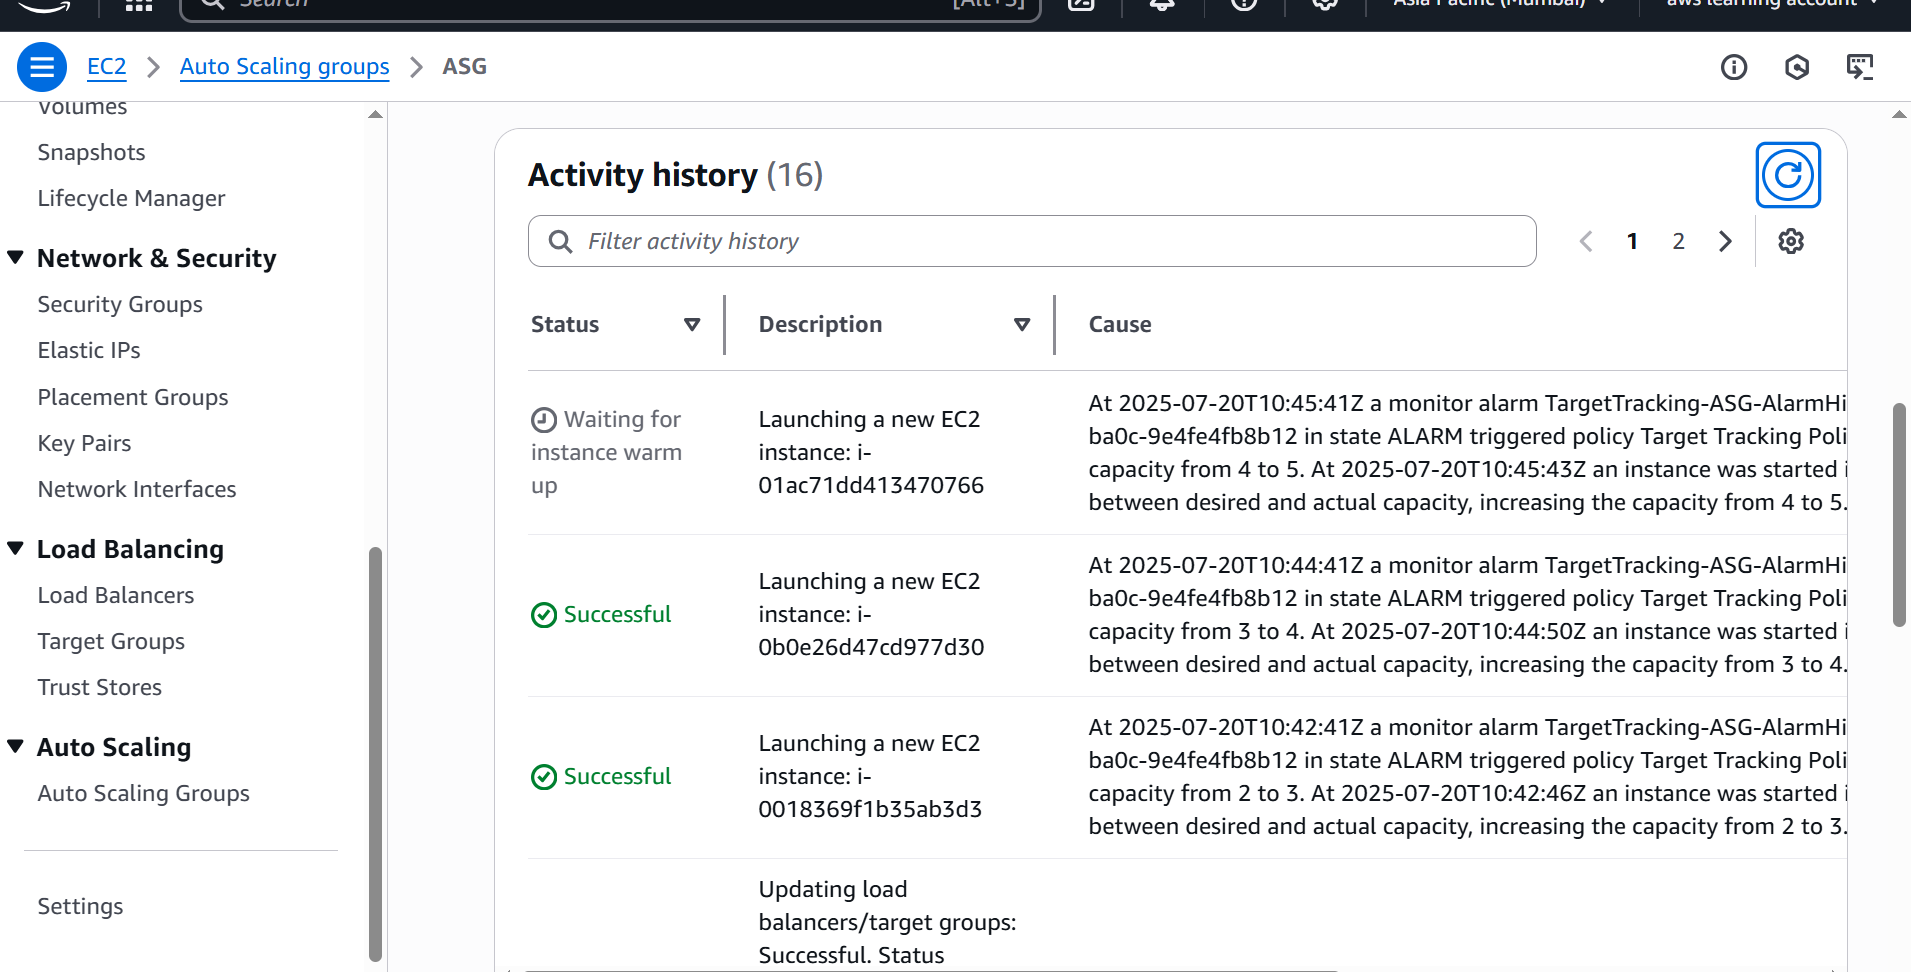 Search
[Alt+S]
Asia Pacific (Mumbai)
aws learning account
EC2
Auto Scaling groups
ASG
Volumes
Snapshots
Lifecycle Manager
Network & Security
Security Groups
Elastic IPs
Placement Groups
Key Pairs
Network Interfaces
Load Balancing
Load Balancers
Target Groups
Trust Stores
Auto Scaling
Auto Scaling Groups
Settings
Activity history (16)
Filter activity history
1
2
Status
Description
Cause
Waiting for
instance warm
up
Launching a new EC2
instance: i-
01ac71dd413470766
At 2025-07-20T10:45:41Z a monitor alarm TargetTracking-ASG-AlarmHi
ba0c-9e4fe4fb8b12 in state ALARM triggered policy Target Tracking Poli
capacity from 4 to 5. At 2025-07-20T10:45:43Z an instance was started i
between desired and actual capacity, increasing the capacity from 4 to 5.
Successful
Launching a new EC2
instance: i-
0b0e26d47cd977d30
At 2025-07-20T10:44:41Z a monitor alarm TargetTracking-ASG-AlarmHi
ba0c-9e4fe4fb8b12 in state ALARM triggered policy Target Tracking Poli
capacity from 3 to 4. At 2025-07-20T10:44:50Z an instance was started i
between desired and actual capacity, increasing the capacity from 3 to 4.
Successful
Launching a new EC2
instance: i-
0018369f1b35ab3d3
At 2025-07-20T10:42:41Z a monitor alarm TargetTracking-ASG-AlarmHi
ba0c-9e4fe4fb8b12 in state ALARM triggered policy Target Tracking Poli
capacity from 2 to 3. At 2025-07-20T10:42:46Z an instance was started i
between desired and actual capacity, increasing the capacity from 2 to 3.
Updating load
balancers/target groups:
Successful. Status